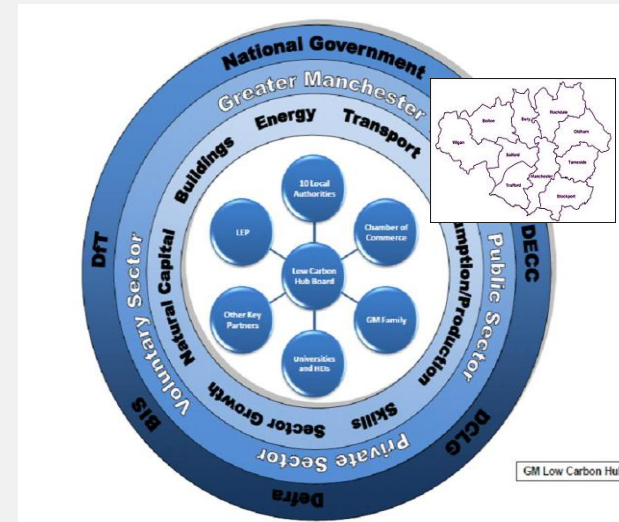 National Government
Greater Manchester
Energy
Transport
Buildings
Rochdale
Bolton
Bury
Oldham
Wigan
Salford
Tameside
Manchester
Trafford
Stockport
10 Local
Authorities
LEP
Chamber of
Commerce
Low Carbon
Hub Board
Other Key
Partners
GM Family
Universities
and HEIs
DfT
DECC
Voluntary Sector
Public Sector
Natural Capital
umption/Production
Sector Growth
Skills
Private Sector
BIS
DCLG
Defra
GM Low Carbon Hu